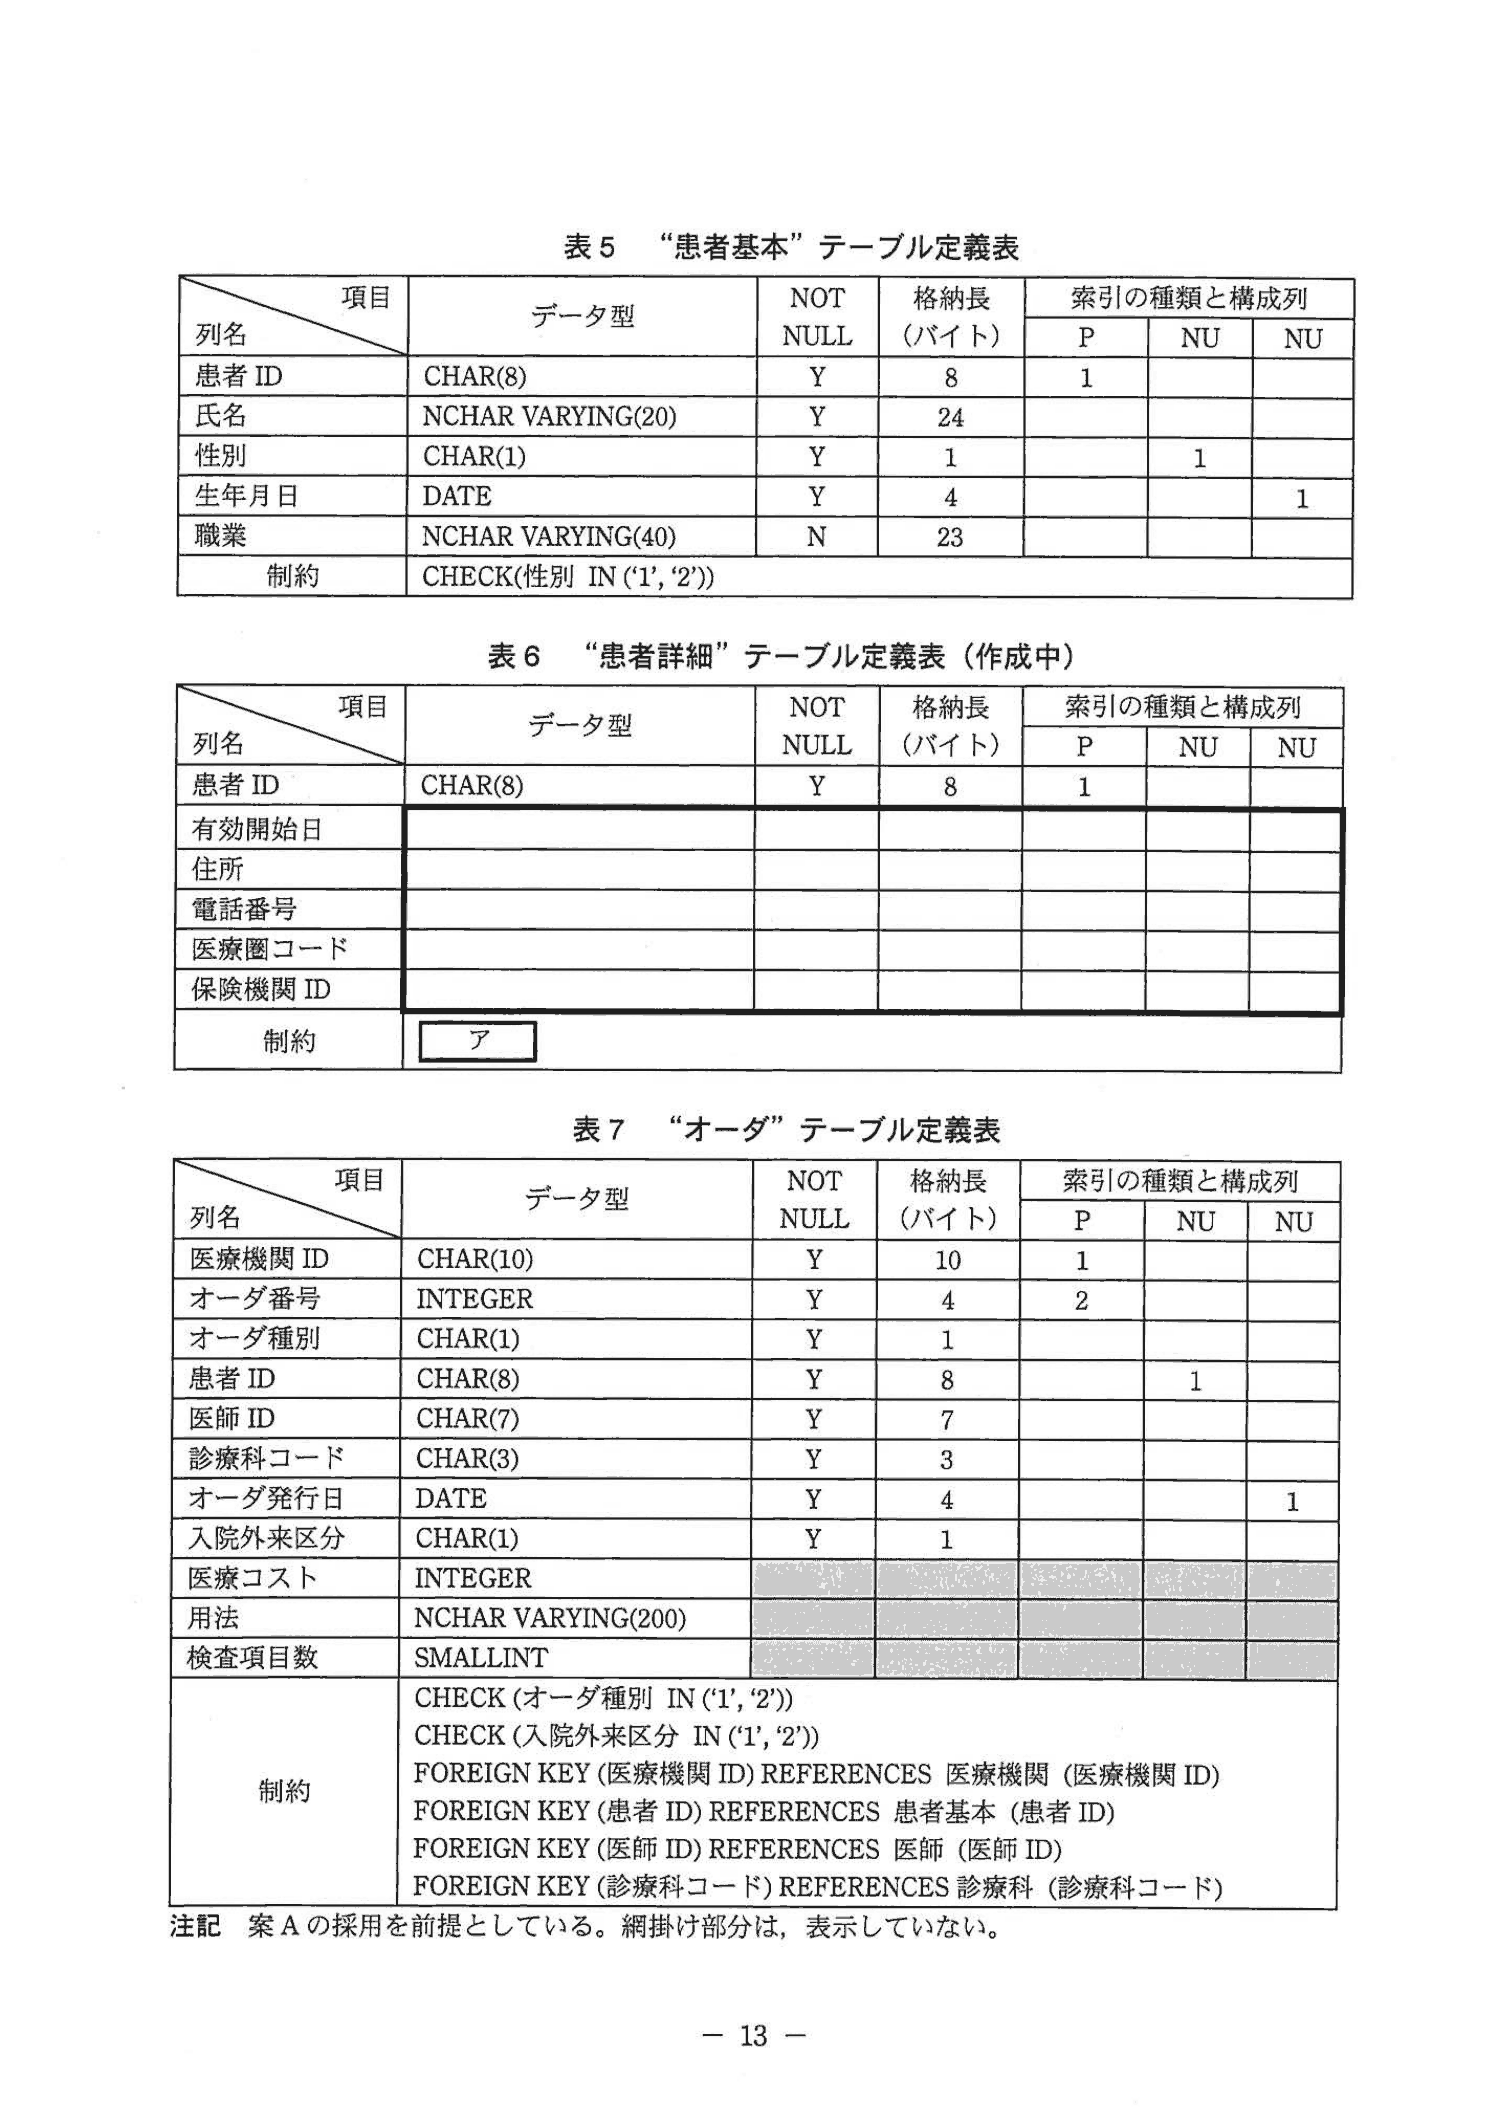 表5　“患者基本”テーブル定義表
項目　列名　データ型　NOT NULL　格納長（バイト）　索引の種類と構成列
P　NU　NU
患者ID　CHAR(8)　Y　8　1
氏名　NCHAR VARYING(20)　Y　24
性別　CHAR(1)　Y　1　1
生年月日　DATE　Y　4　1
職業　NCHAR VARYING(40)　N　23
制約　CHECK(性別 IN (‘1’, ‘2’))
表6　“患者詳細”テーブル定義表（作成中）
項目　列名　データ型　NOT NULL　格納長（バイト）　索引の種類と構成列
P　NU　NU
患者ID　CHAR(8)　Y　8　1
有効開始日
住所
電話番号
医療圏コード
保険機関ID
制約　ア
表7　“オーダ”テーブル定義表
項目　列名　データ型　NOT NULL　格納長（バイト）　索引の種類と構成列
P　NU　NU
医療機関ID　CHAR(10)　Y　10　1
オーダ番号　INTEGER　Y　4　2
オーダ種別　CHAR(1)　Y　1
患者ID　CHAR(8)　Y　8　1
医師ID　CHAR(7)　Y　7
診療科コード　CHAR(3)　Y　3
オーダ発行日　DATE　Y　4　1
入院外来区分　CHAR(1)　Y　1
医療コスト　INTEGER
用法　NCHAR VARYING(200)
検査項目数　SMALLINT
制約　CHECK (オーダ種別 IN (‘1’, ‘2’))
CHECK (入院外来区分 IN (‘1’, ‘2’))
FOREIGN KEY (医療機関ID) REFERENCES 医療機関 (医療機関ID)
FOREIGN KEY (患者ID) REFERENCES 患者基本 (患者ID)
FOREIGN KEY (医師ID) REFERENCES 医師 (医師ID)
FOREIGN KEY (診療科コード) REFERENCES 診療科 (診療科コード)
注記　案Aの採用を前提としている。網掛け部分は，表示していない。
－ 13 －